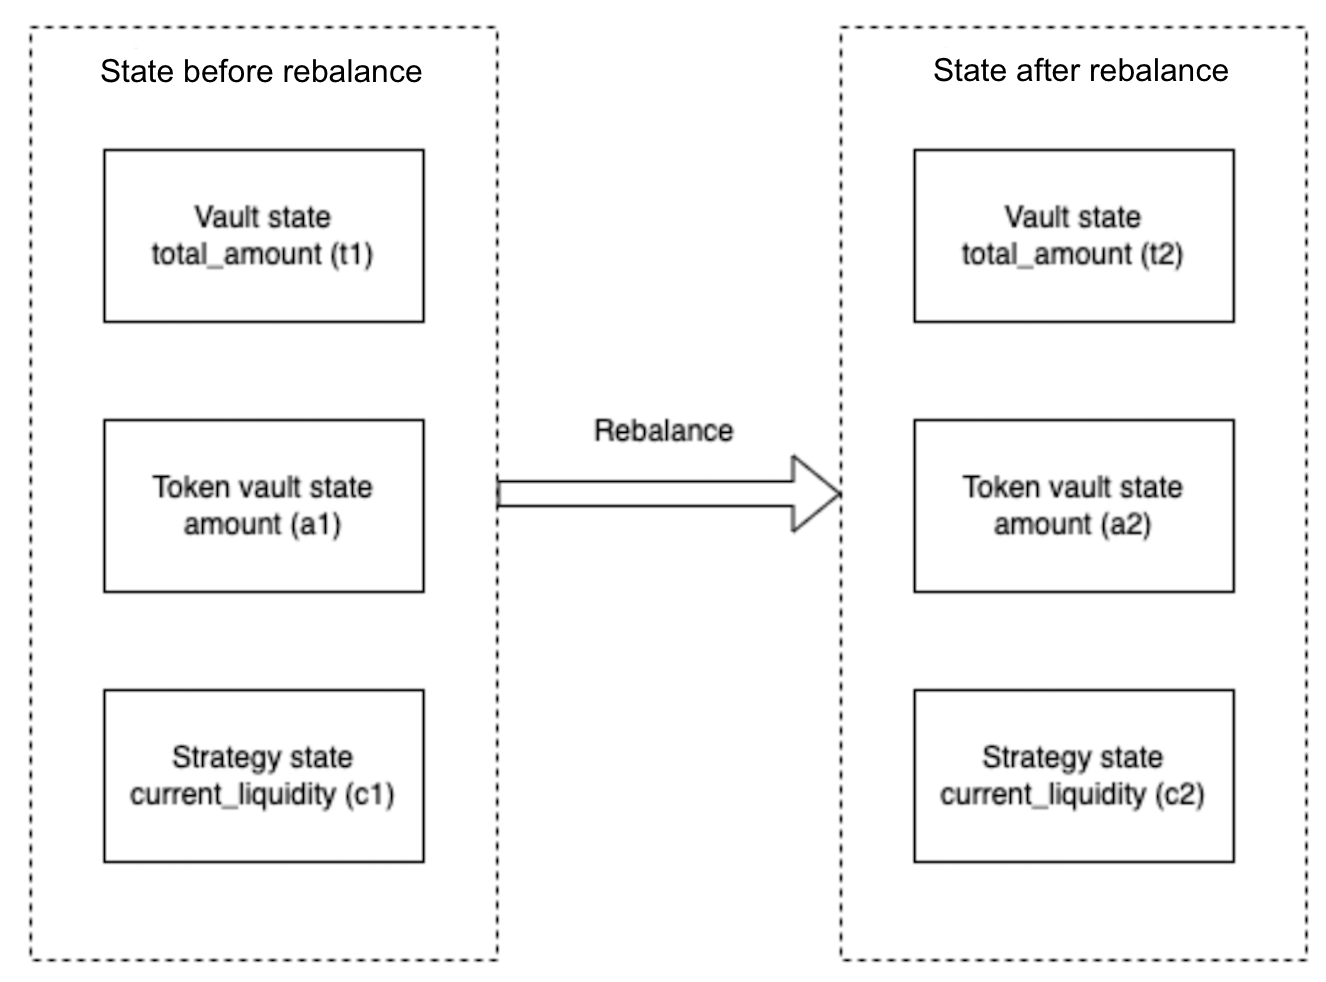 State before rebalance
Vault state
total_amount (t1)
Token vault state
amount (a1)
Strategy state
current_liquidity (c1)
Rebalance
State after rebalance
Vault state
total_amount (t2)
Token vault state
amount (a2)
Strategy state
current_liquidity (c2)